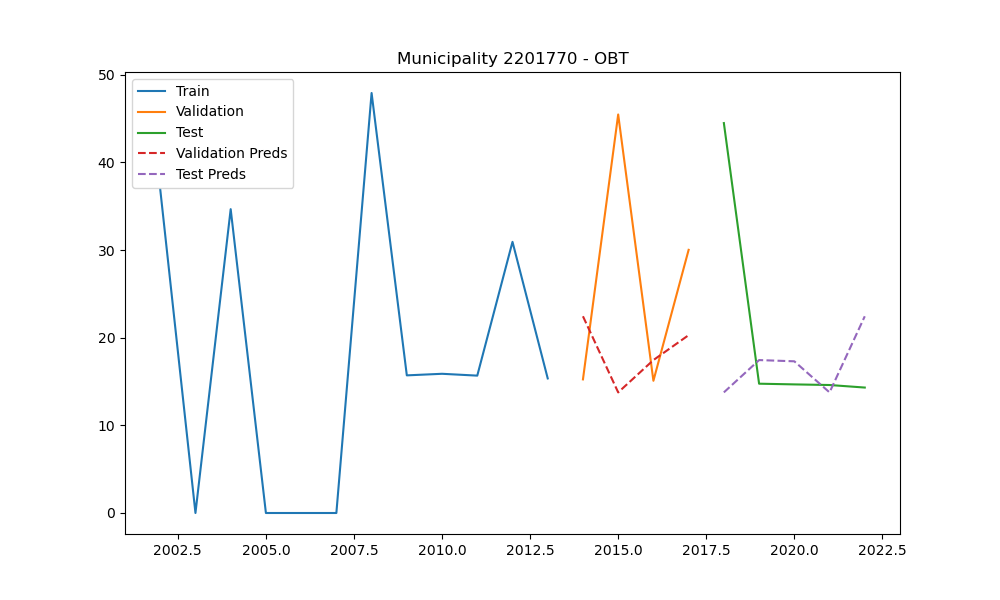 Municipality 2201770 - OBT
50
40
30
20
10
0
Train
Validation
Test
Validation Preds
Test Preds
2002.5 2005.0 2007.5 2010.0 2012.5 2015.0 2017.5 2020.0 2022.5